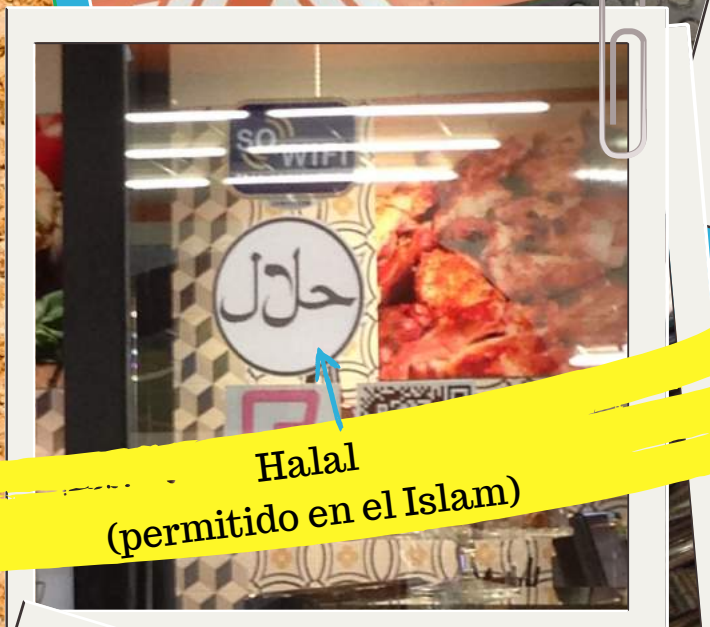 SO
WIFI
حلال
Halal
(permitido en el Islam)